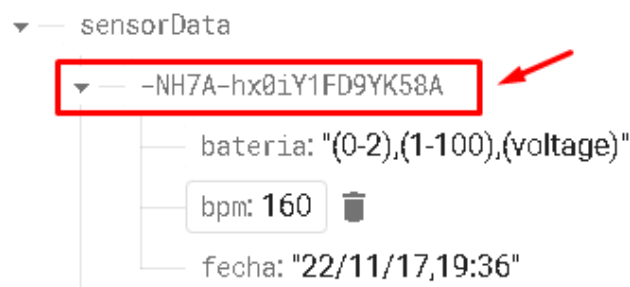 sensorData
-NH7A-hx0iY1FD9YK58A
bateria: "(0-2),(1-100),(voltage)"
bpm: 160
fecha: "22/11/17,19:36"